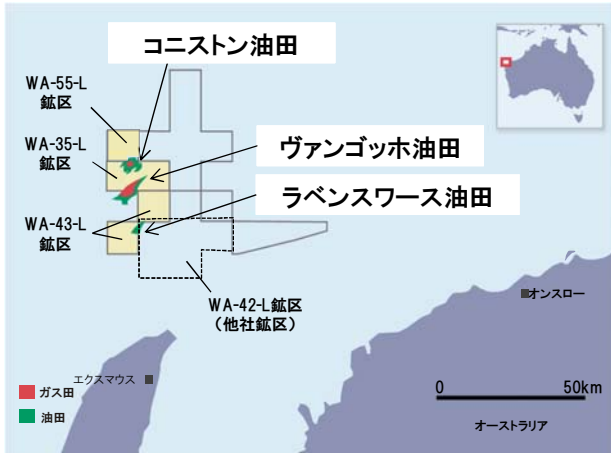 コニストン油田
WA-55-L
鉱区
WA-35-L
鉱区
ヴァンゴッホ油田
ラベンスワース油田
WA-43-L
鉱区
WA-42-L鉱区
（他社鉱区）
オンスロー
エクスマウス
ガス田
油田
0 50km
オーストラリア